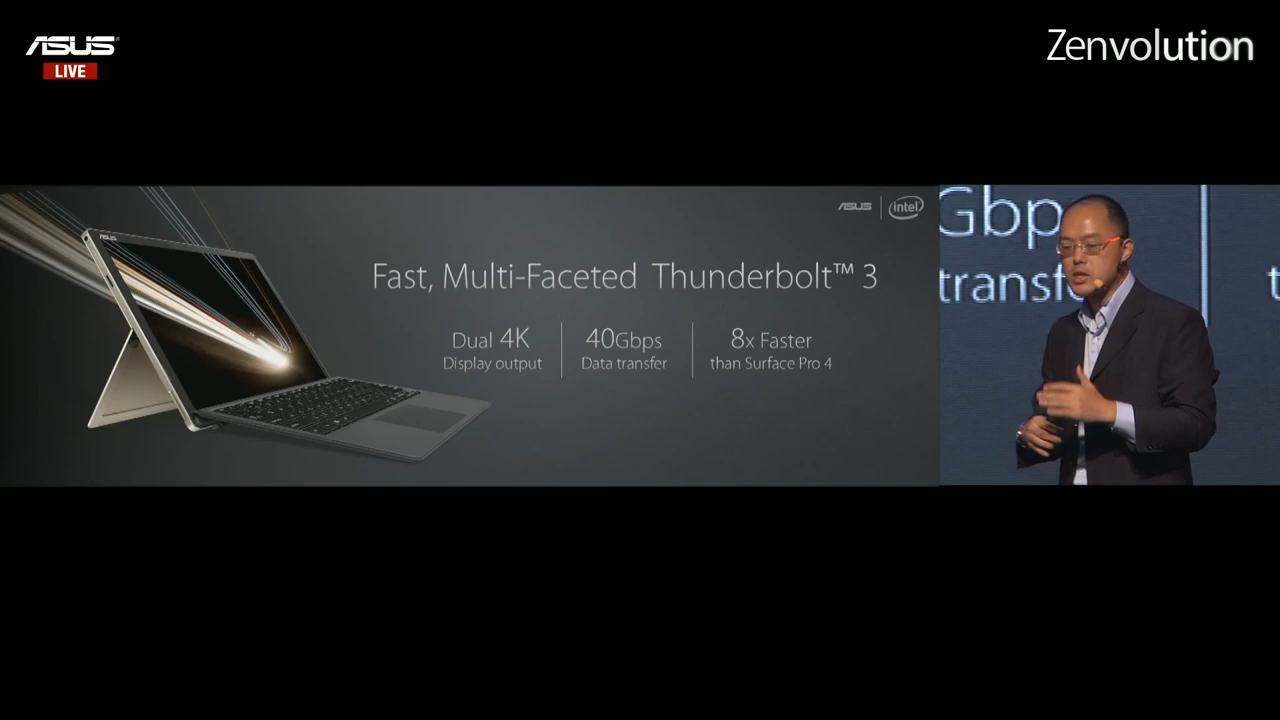 ASUS
LIVE
Zenvolution
ASUS | intel
ASUS
Fast, Multi-Faceted Thunderbolt™ 3
Dual 4K
Display output
40Gbps
Data transfer
8x Faster
than Surface Pro 4
Gbp
transf
t